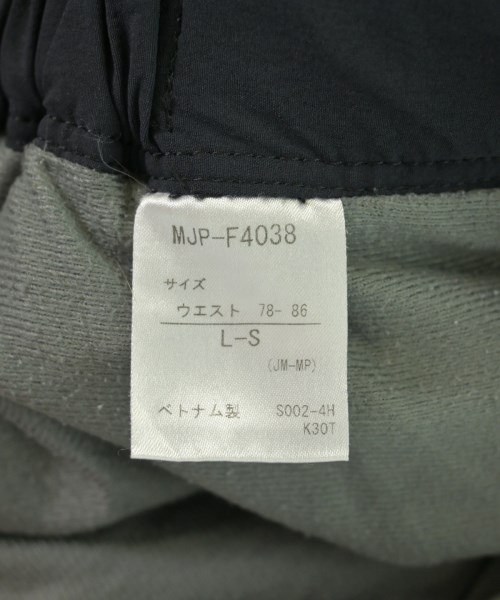 MJP-F4038
サイズ
ウエスト 78- 86
L-S
(JM-MP)
ベトナム製 S002-4H
K30T